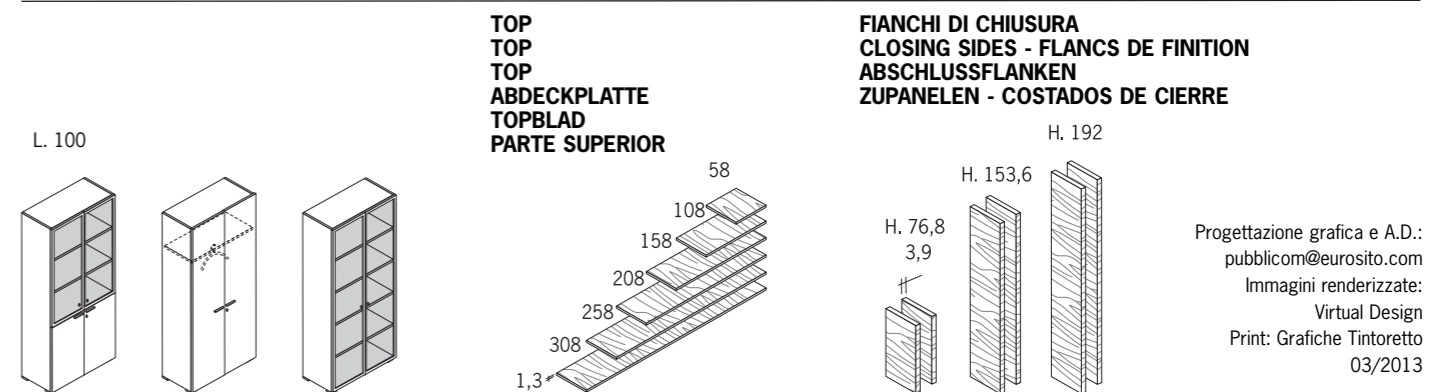 L. 100
TOP
TOP
TOP
ABDECKPLATTE
TOPBLAD
PARTE SUPERIOR
58
108
158
208
258
308
1,3
FIANCHI DI CHIUSURA
CLOSING SIDES - FLANCS DE FINITION
ABSCHLUSSFLANKEN
ZUPANELEN - COSTADOS DE CIERRE
H. 192
H. 153,6
H. 76,8
3,9
Progettazione grafica e A.D.:
pubblicom@eurosito.com
Immagini renderizzate:
Virtual Design
Print: Grafiche Tintoretto
03/2013